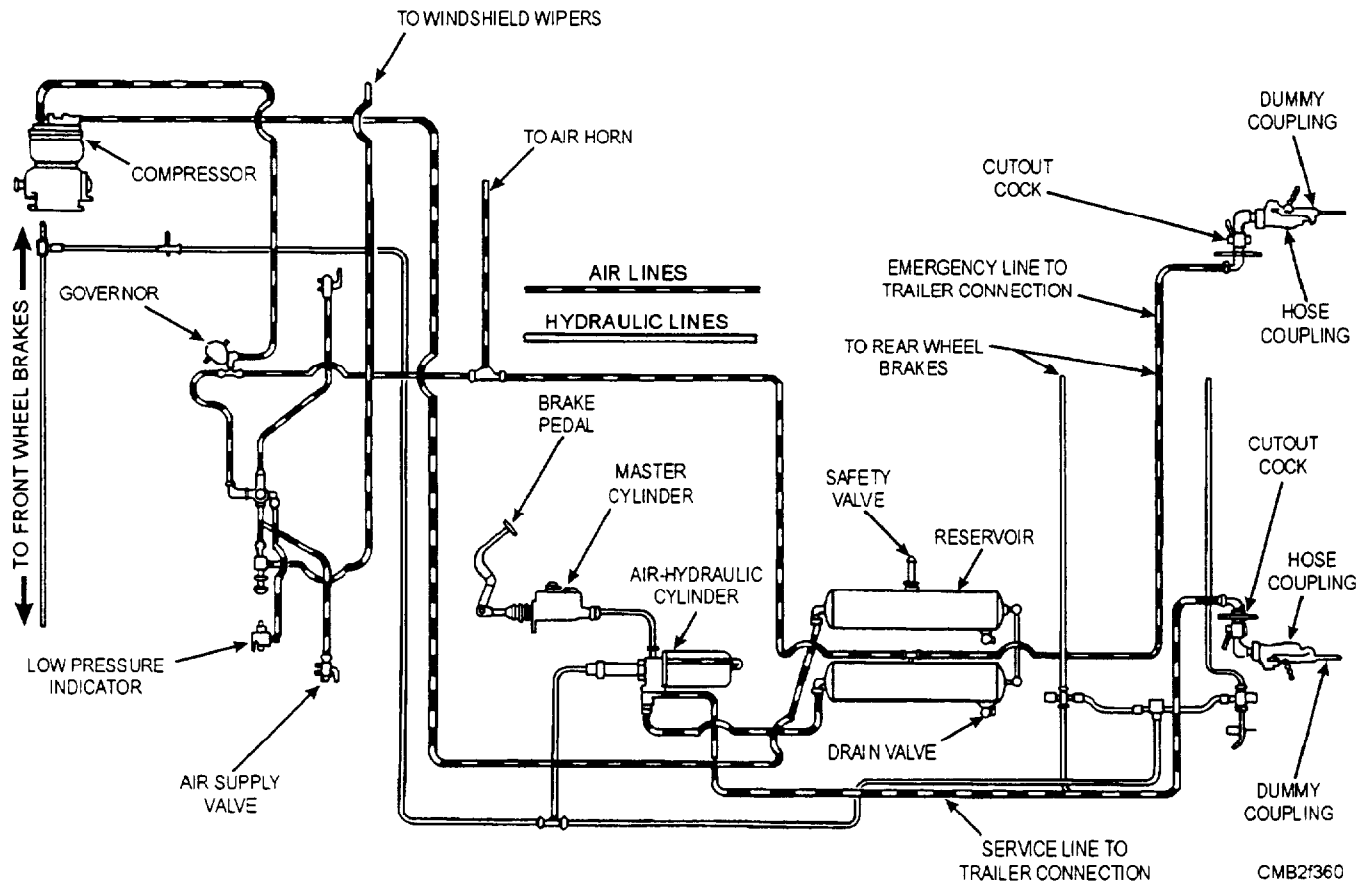 TO WINDSHIELD WIPERS
DUMMY
COUPLING
TO AIR HORN
COMPRESSOR
CUTOUT
COCK
AIR LINES
EMERGENCY LINE TO
TRAILER CONNECTION
GOVERNOR
HYDRAULIC LINES
HOSE
COUPLING
TO REAR WHEEL
BRAKES
TO FRONT WHEEL BRAKES
BRAKE
PEDAL
CUTOUT
COCK
MASTER
CYLINDER
SAFETY
VALVE
RESERVOIR
HOSE
COUPLING
AIR-HYDRAULIC
CYLINDER
LOW PRESSURE
INDICATOR
DRAIN VALVE
AIR SUPPLY
VALVE
DUMMY
COUPLING
SERVICE LINE TO
TRAILER CONNECTION
CMB2f360